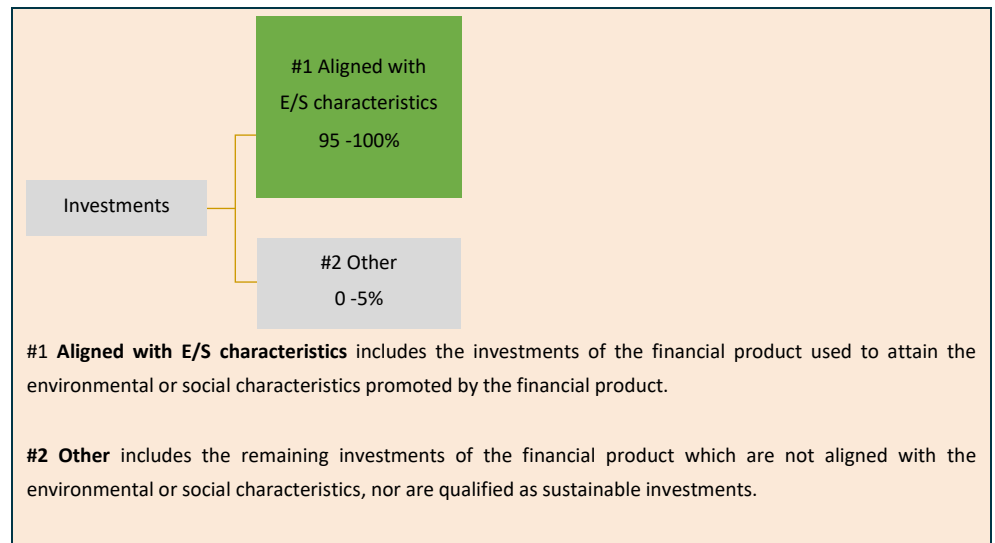 #1 Aligned with
E/S characteristics
95 -100%
Investments
#2 Other
0 -5%
#1 Aligned with E/S characteristics includes the investments of the financial product used to attain the
environmental or social characteristics promoted by the financial product.
#2 Other includes the remaining investments of the financial product which are not aligned with the
environmental or social characteristics, nor are qualified as sustainable investments.